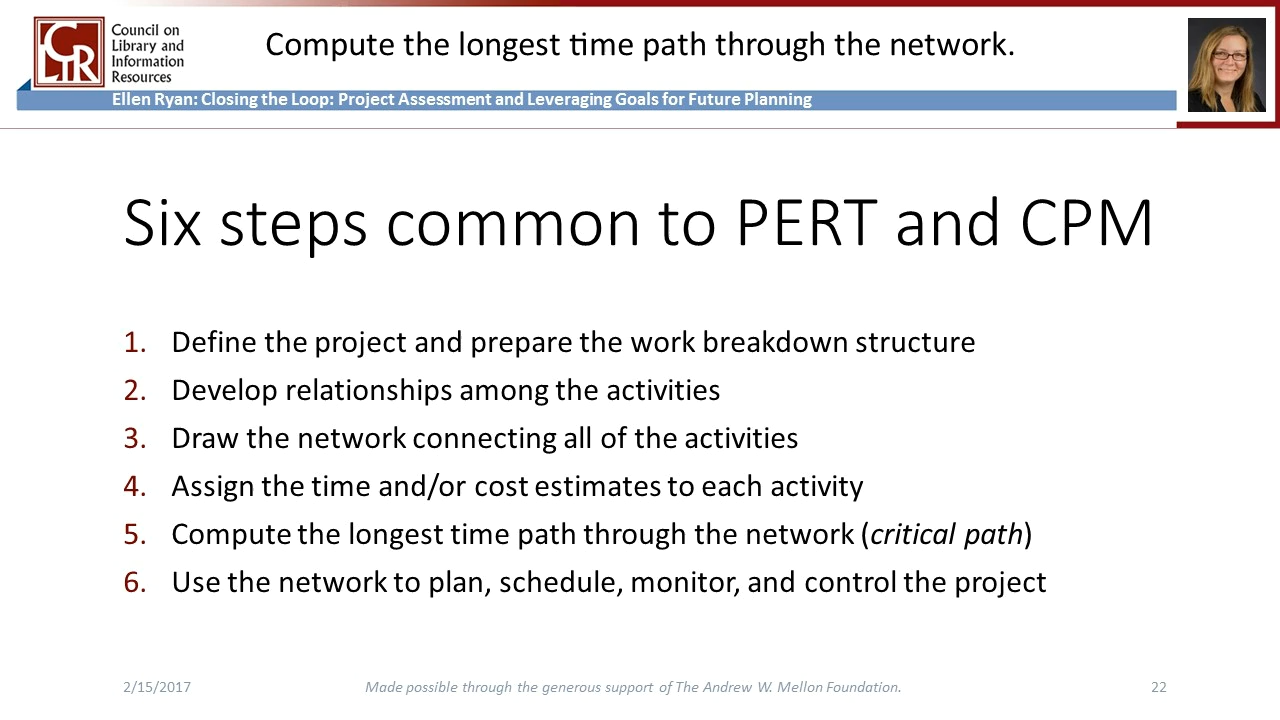 CLIR
Council on
Library and
Information
Resources
Compute the longest time path through the network.
Ellen Ryan: Closing the Loop: Project Assessment and Leveraging Goals for Future Planning
Six steps common to PERT and CPM
1. Define the project and prepare the work breakdown structure
2. Develop relationships among the activities
3. Draw the network connecting all of the activities
4. Assign the time and/or cost estimates to each activity
5. Compute the longest time path through the network (critical path)
6. Use the network to plan, schedule, monitor, and control the project
2/15/2017
Made possible through the generous support of The Andrew W. Mellon Foundation.
22